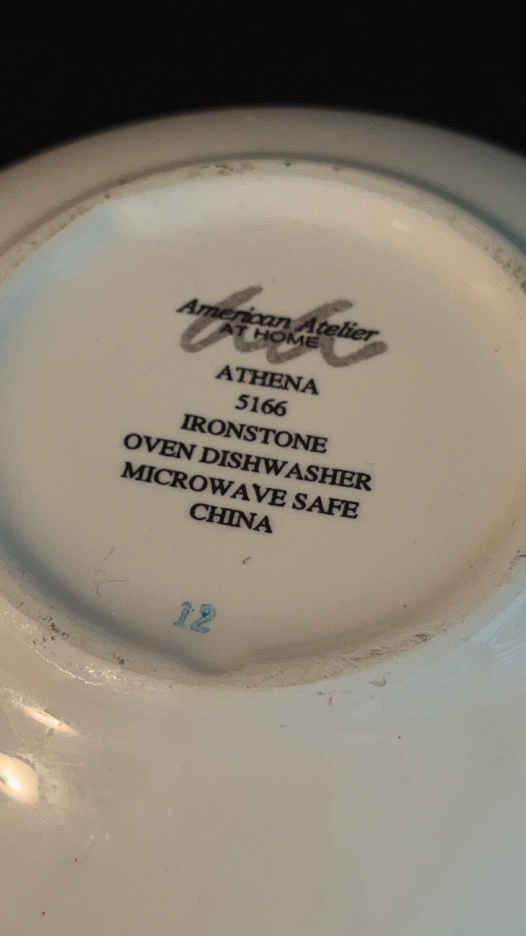 American Atelier
AT HOME
ATHENA
5166
IRONSTONE
OVEN DISHWASHER
MICROWAVE SAFE
CHINA
12